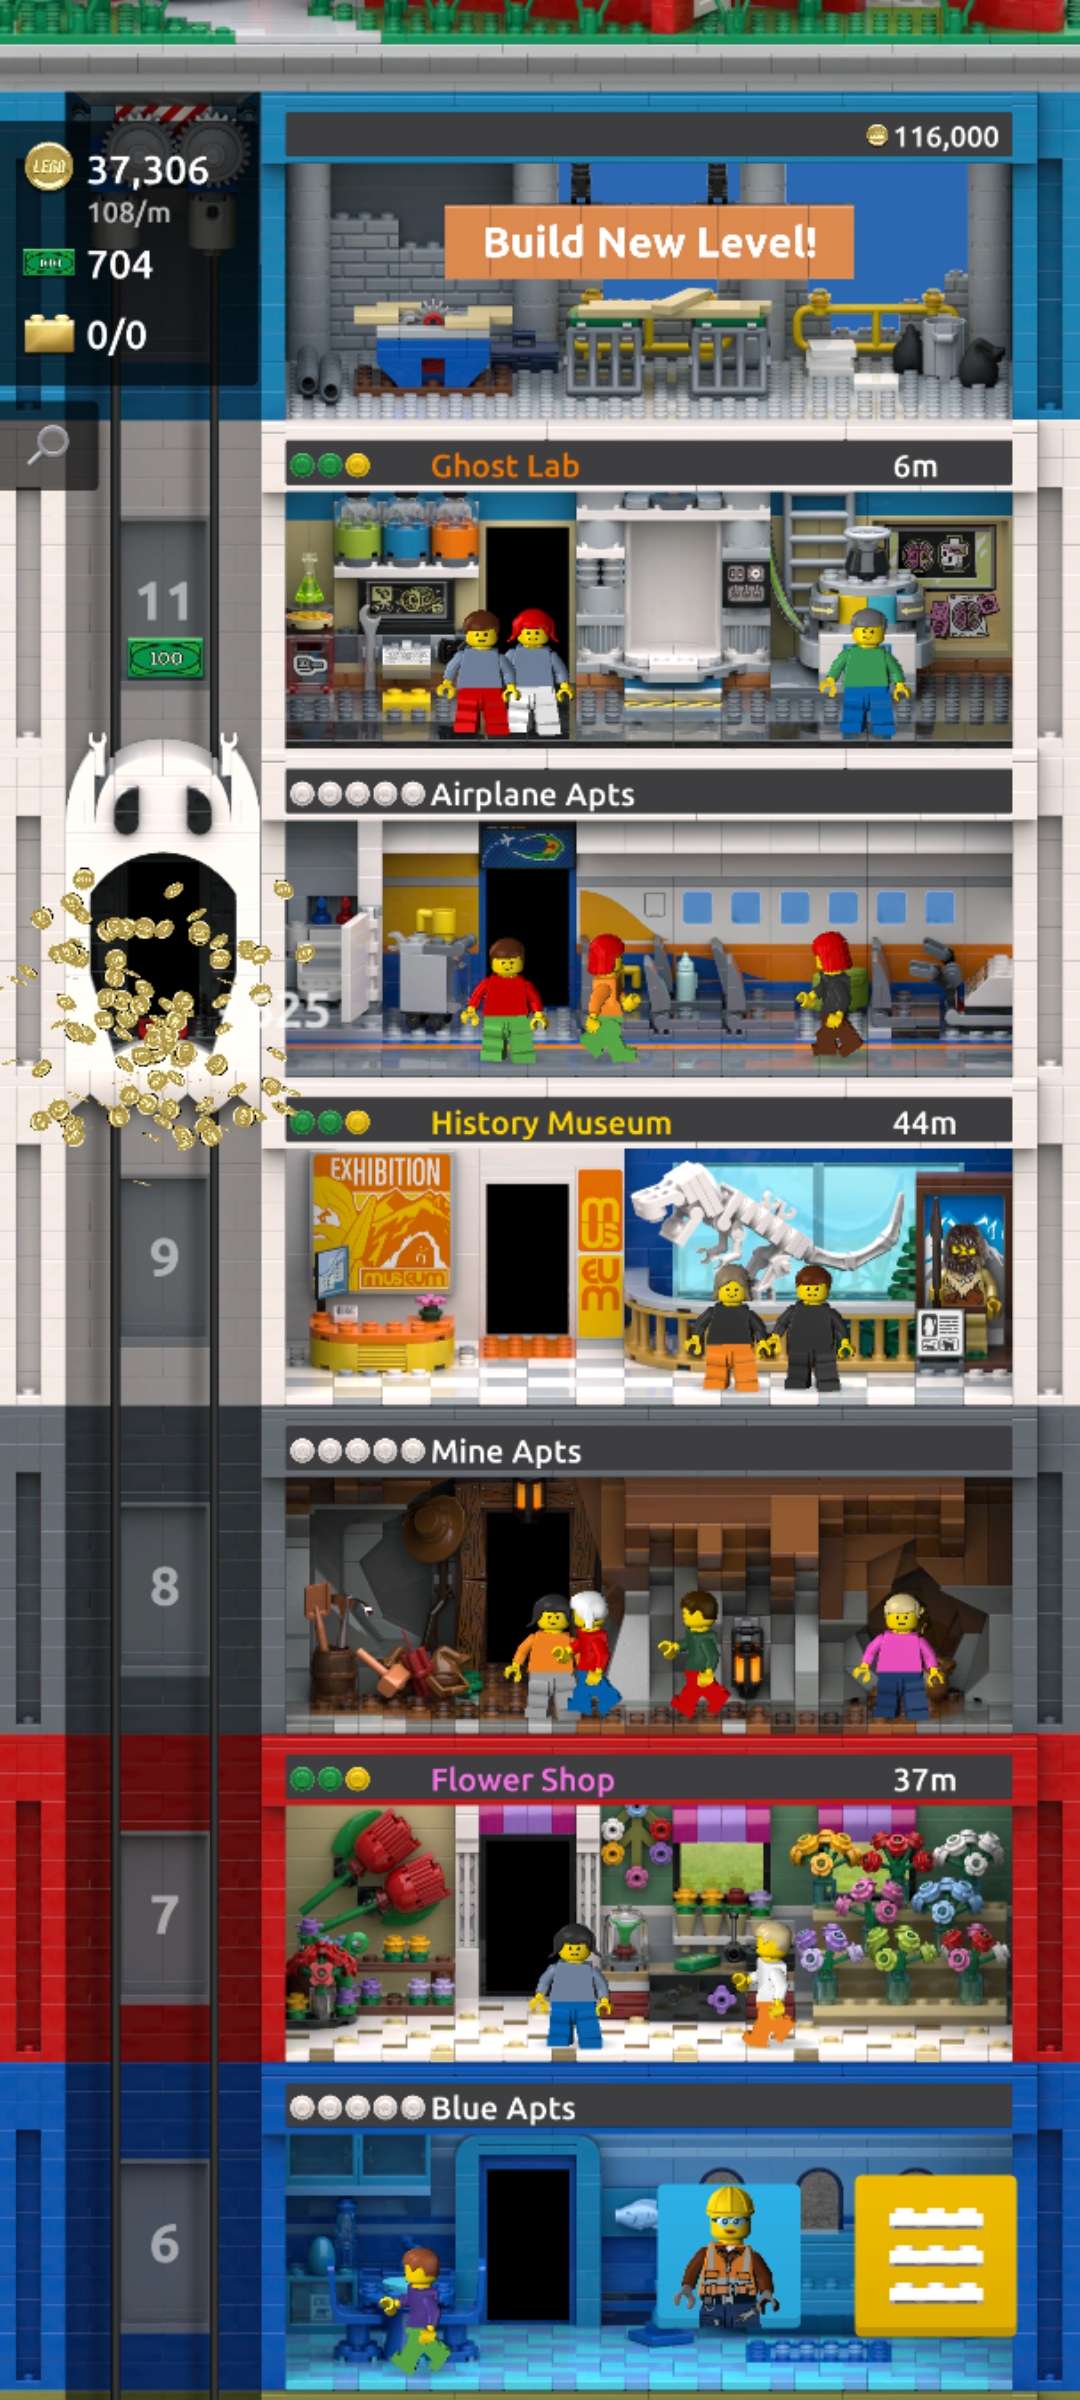 116,000
LEGO 37,306
108/m
704
0/0
Build New Level!
Ghost Lab 6m
11
100
Airplane Apts
History Museum 44m
EXHIBITION
MUSEUM
MUSEUM
9
Mine Apts
8
Flower Shop 37m
7
Blue Apts
6